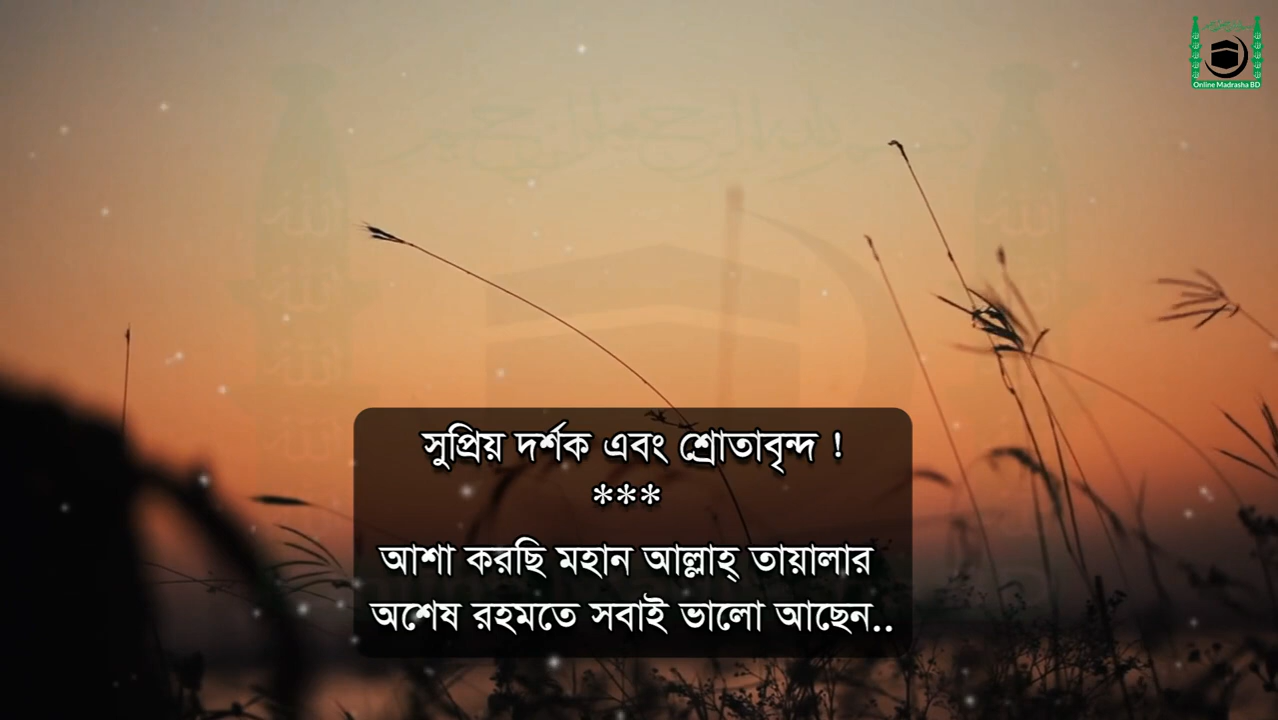 Online Madrasha BD
সুপ্রিয় দর্শক এবং শ্রোতাবৃন্দ !
***
আশা করছি মহান আল্লাহ্ তায়ালার
অশেষ রহমতে সবাই ভালো আছেন..